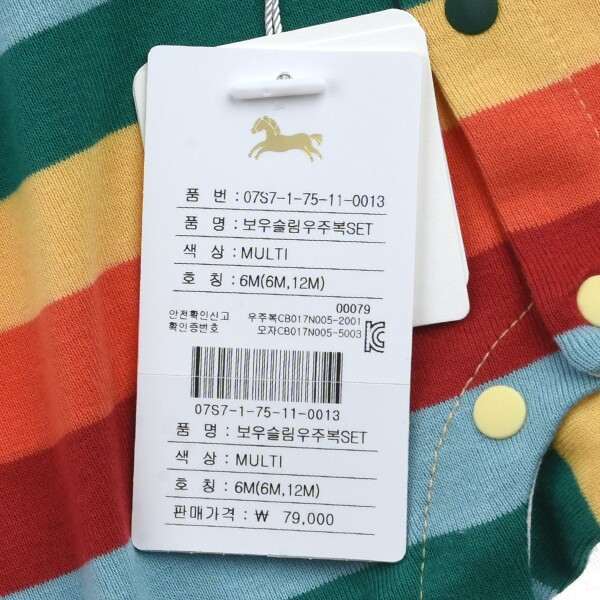 품 번 : 07S7-1-75-11-0013
품 명 : 보우슬림우주복SET
색 상 : MULTI
호 칭 : 6M(6M,12M)
00079
안전확인신고 우주복CB017N005-2001
확인증번호 모자CB017N005-5003
07S7-1-75-11-0013
품 명 : 보우슬림우주복SET
색 상 : MULTI
호 칭 : 6M(6M,12M)
판매가격 : ₩ 79,000